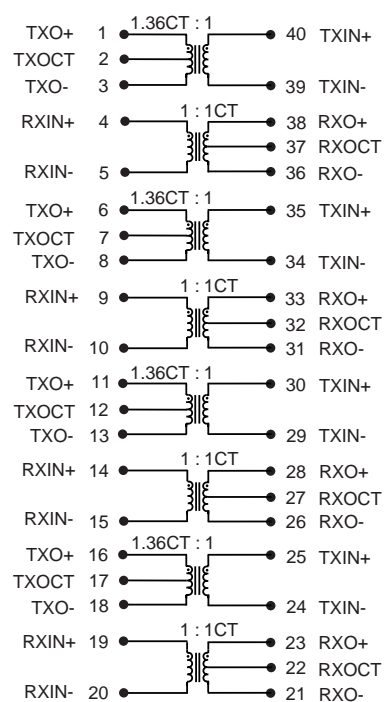 1.36CT : 1
TXO+ 1 40 TXIN+
TXOCT 2
TXO- 3 39 TXIN-
1 : 1CT
RXIN+ 4 38 RXO+
37 RXOCT
RXIN- 5 36 RXO-
1.36CT : 1
TXO+ 6 35 TXIN+
TXOCT 7
TXO- 8 34 TXIN-
1 : 1CT
RXIN+ 9 33 RXO+
32 RXOCT
RXIN- 10 31 RXO-
1.36CT : 1
TXO+ 11 30 TXIN+
TXOCT 12
TXO- 13 29 TXIN-
1 : 1CT
RXIN+ 14 28 RXO+
27 RXOCT
RXIN- 15 26 RXO-
1.36CT : 1
TXO+ 16 25 TXIN+
TXOCT 17
TXO- 18 24 TXIN-
1 : 1CT
RXIN+ 19 23 RXO+
22 RXOCT
RXIN- 20 21 RXO-